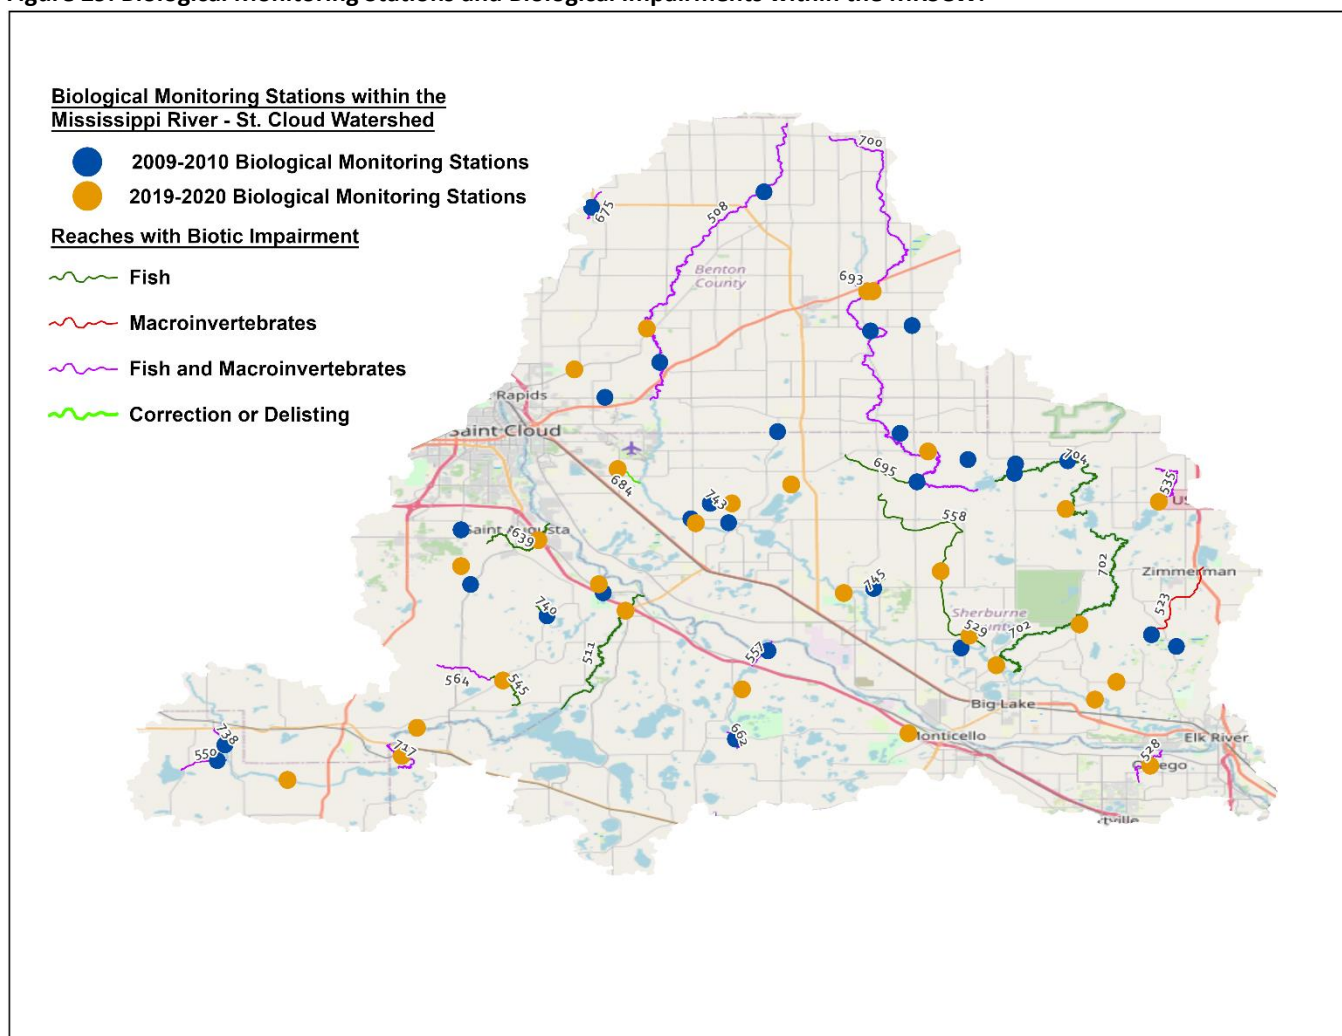 Biological Monitoring Stations within the
Mississippi River - St. Cloud Watershed
2009-2010 Biological Monitoring Stations
2019-2020 Biological Monitoring Stations
Reaches with Biotic Impairment
Fish
Macroinvertebrates
Fish and Macroinvertebrates
Correction or Delisting
700
675
508
Benton
County
693
Rapids
Saint Cloud
695
704
684
743
535
US
558
639
702
Zimmerman
745
523
740
Sherburne
529
702
511
557
564
545
Big Lake
738
662
Monticello
Elk River
550
717
528